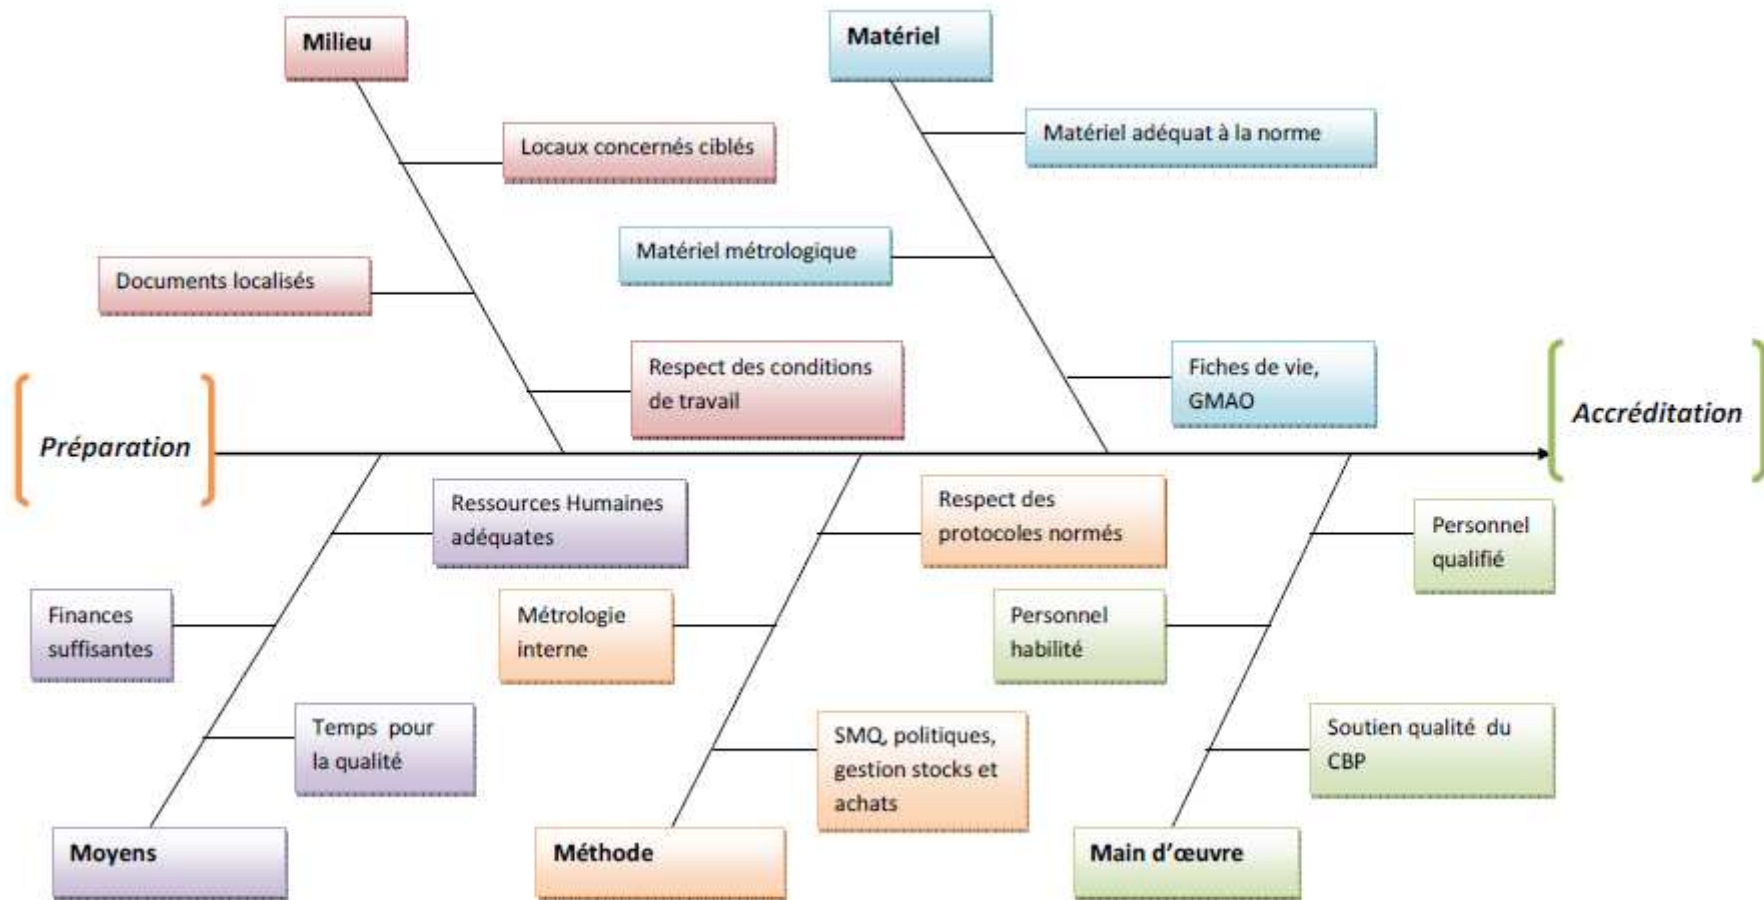 Milieu
Matériel
Locaux concernés ciblés
Matériel adéquat à la norme
Documents localisés
Matériel métrologique
Respect des conditions
de travail
Fiches de vie,
GMAO
Préparation
Accréditation
Ressources Humaines
adéquates
Respect des
protocoles normés
Personnel
qualifié
Finances
suffisantes
Métrologie
interne
Personnel
habilité
Temps pour
la qualité
SMQ, politiques,
gestion stocks et
achats
Soutien qualité du
CBP
Moyens
Méthode
Main d'œuvre